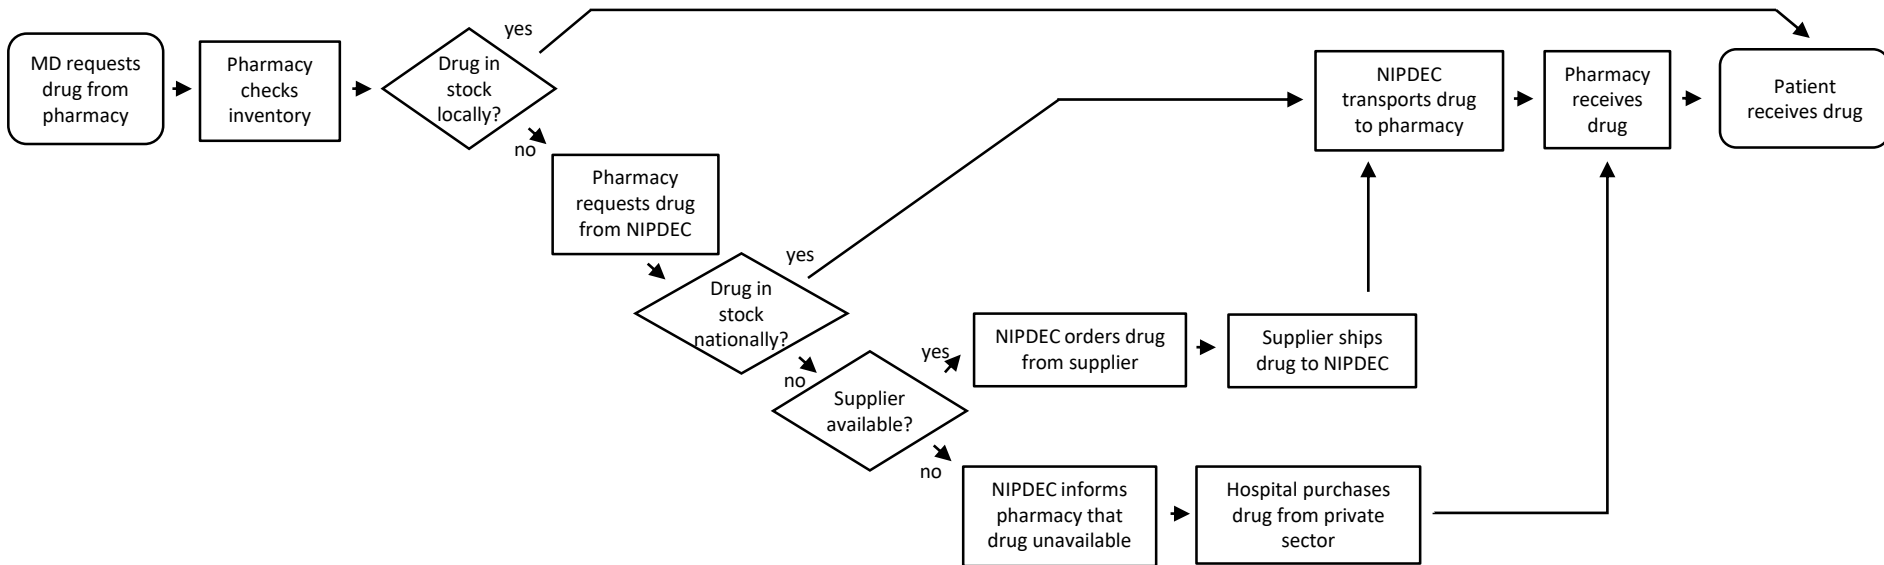 MD requests
drug from
pharmacy
Pharmacy
checks
inventory
Drug in
stock
locally?
yes
no
Pharmacy
requests drug
from NIPDEC
Drug in
stock
nationally?
yes
no
Supplier
available?
yes
no
NIPDEC orders drug
from supplier
Supplier ships
drug to NIPDEC
NIPDEC informs
pharmacy that
drug unavailable
Hospital purchases
drug from private
sector
NIPDEC
transports drug
to pharmacy
Pharmacy
receives
drug
Patient
receives drug